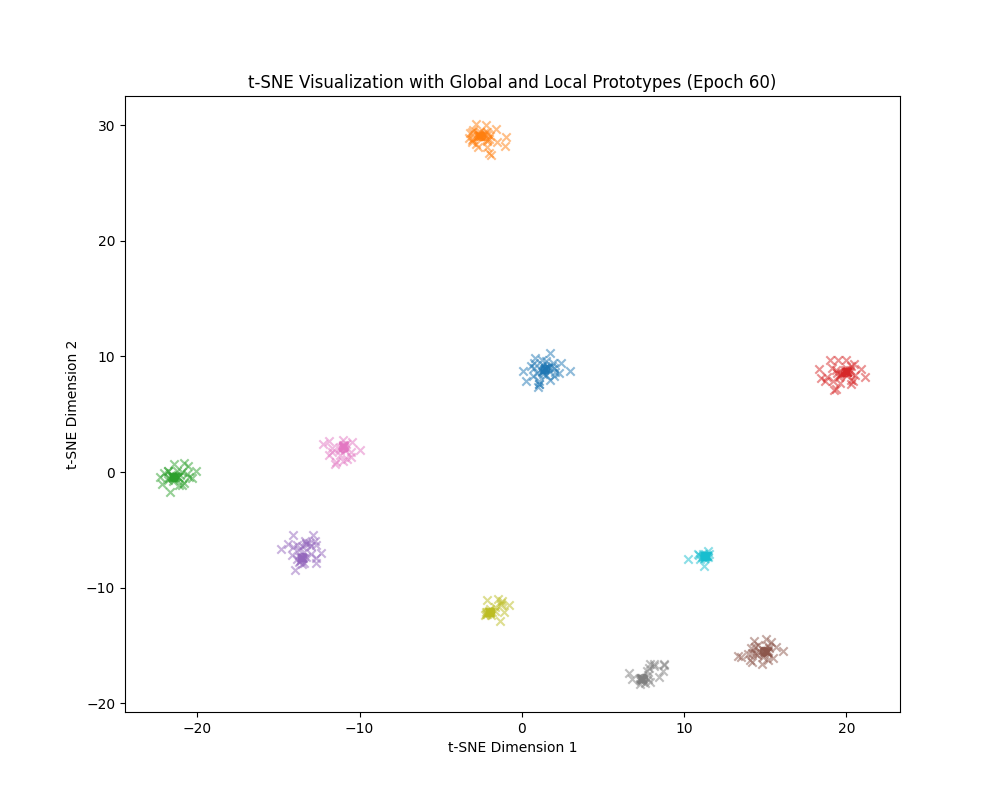 t-SNE Visualization with Global and Local Prototypes (Epoch 60)
30
20
10
0
−10
−20
t-SNE Dimension 2
−20 −10 0 10 20
t-SNE Dimension 1